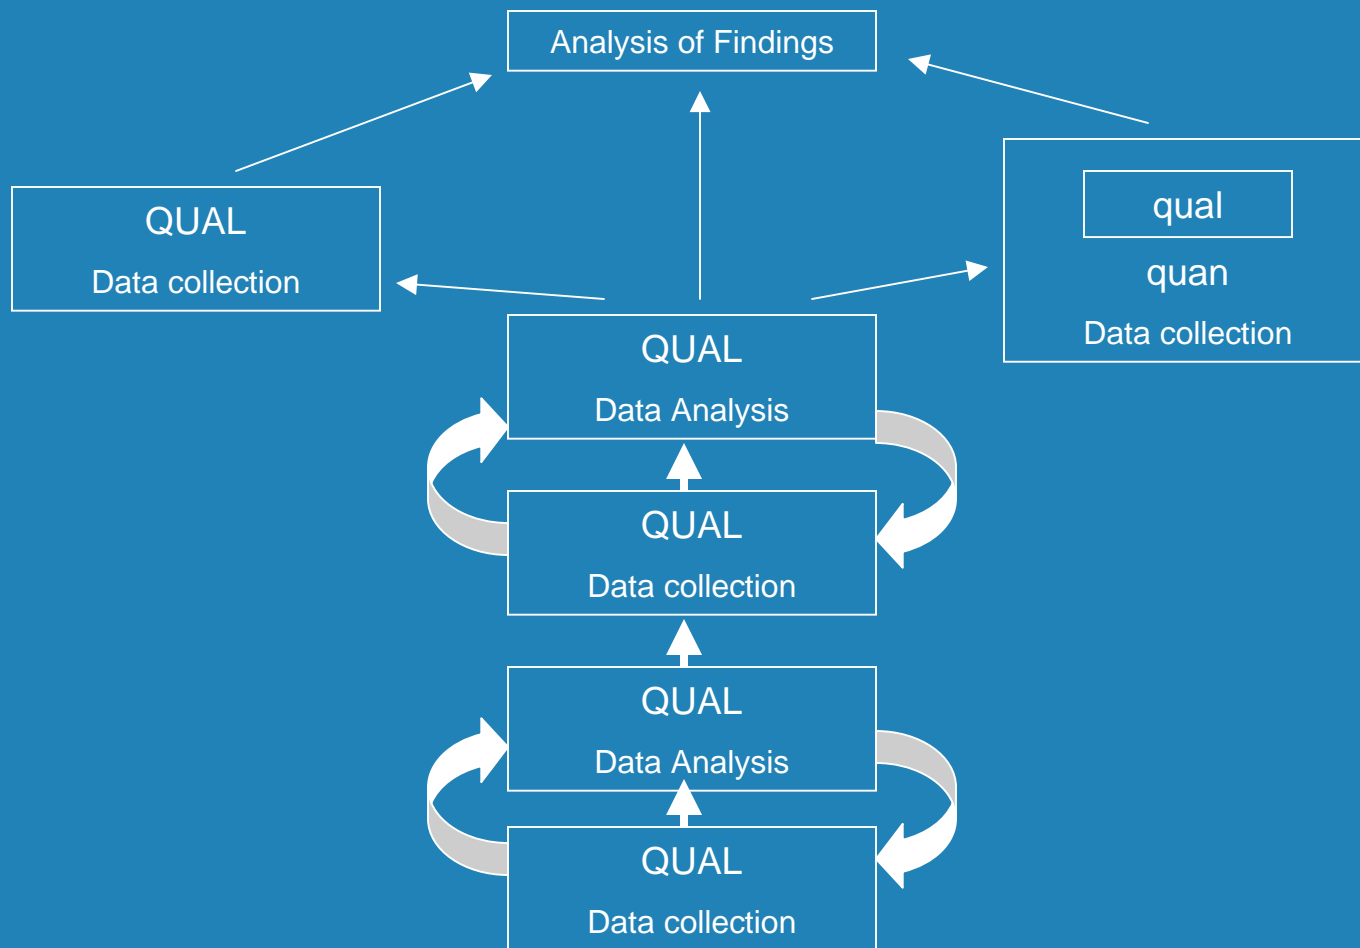 Analysis of Findings
QUAL
Data collection
qual
quan
Data collection
QUAL
Data Analysis
QUAL
Data collection
QUAL
Data Analysis
QUAL
Data collection